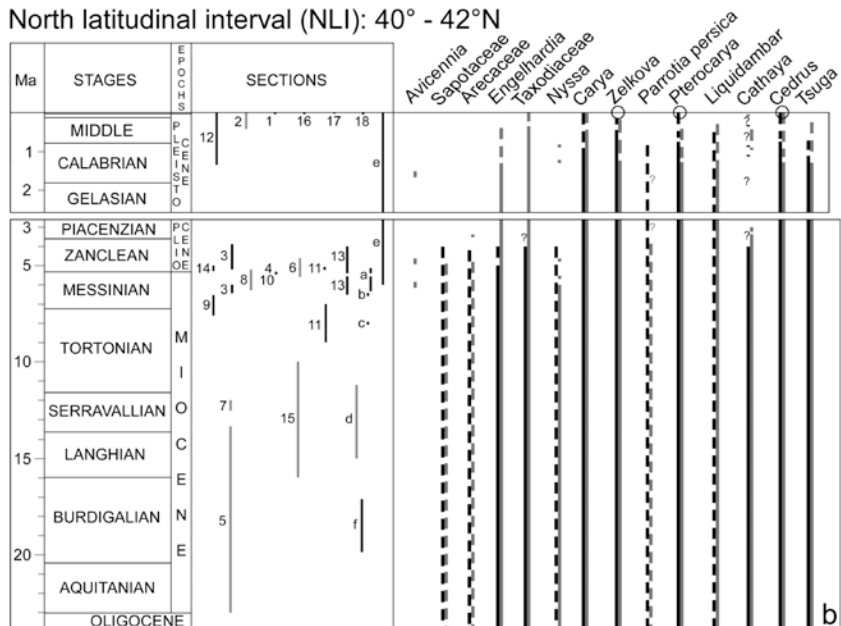 North latitudinal interval (NLI): 40° - 42°N
Ma
STAGES
EPOCHS
SECTIONS
Avicennia
Sapotaceae
Arecaceae
Engelhardia
Taxodiaceae
Nyssa
Carya
Zelkova
Parrotia persica
Pterocarya
Liquidambar
Cathaya
Cedrus
Tsuga
PLEISTOCENE
MIDDLE
CALABRIAN
GELASIAN
1
2
12
2
1
16
17
18
e
?
?
?
?
3
PIACENZIAN
ZANCLEAN
PLIOCENE
5
MESSINIAN
TORTONIAN
10
SERRAVALLIAN
LANGHIAN
15
BURDIGALIAN
20
AQUITANIAN
OLIGOCENE
MIOCENE
e
3
13
14
8
4
10
6
11
a
3
13
b
9
11
c
7
15
d
5
f
?
?
?
b